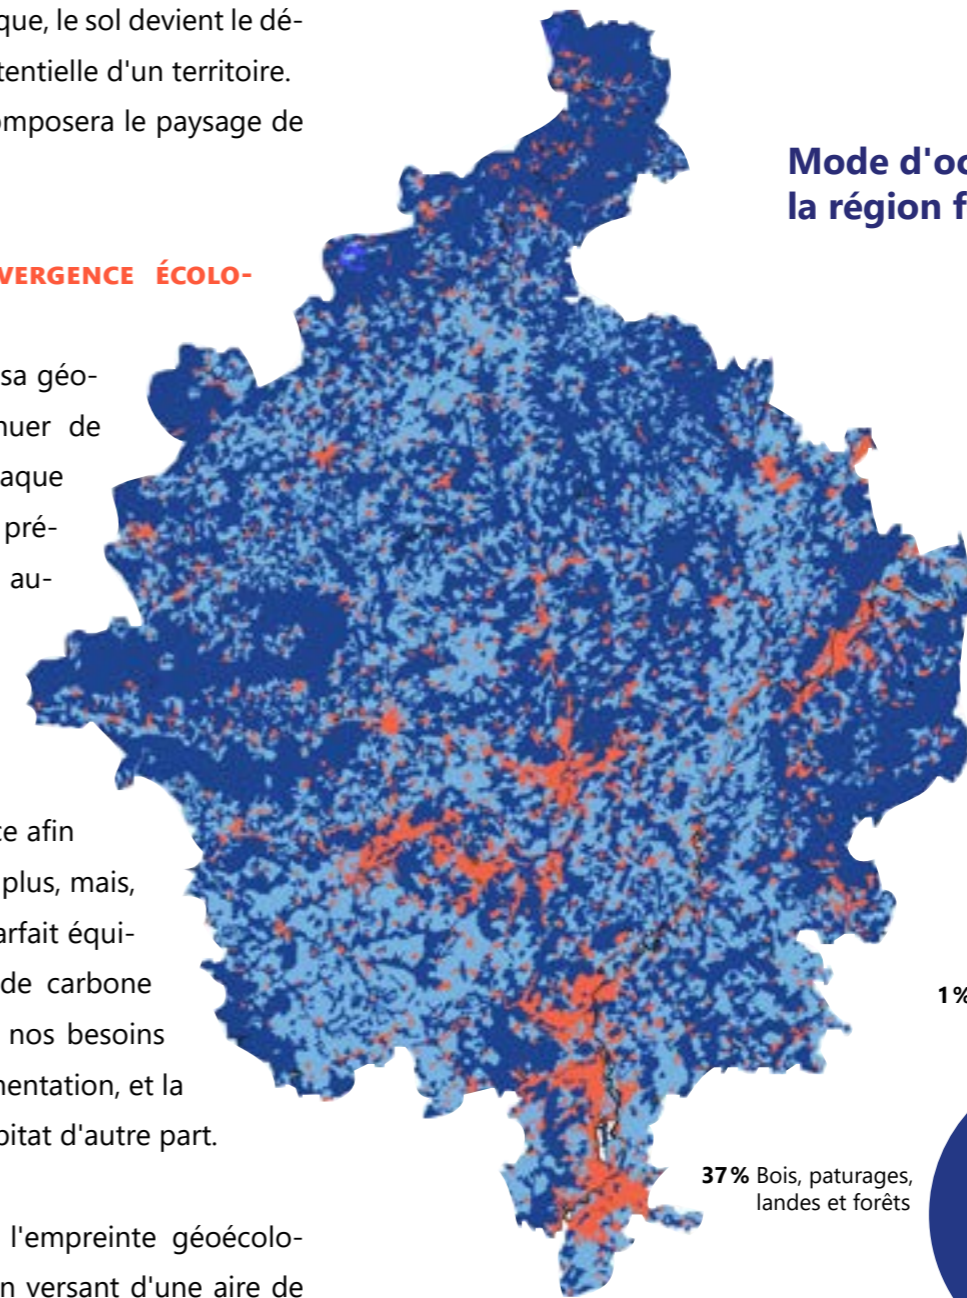 que, le sol devient le dé-
tentielle d'un territoire.
omposera le paysage de
VERGENCE ÉCOLO-
sa géo-
nuer de
aque
pré-
au-
e afin
plus, mais,
arfait équi-
de carbone
nos besoins
mentation, et la
bitat d'autre part.
l'empreinte géoécolo-
n versant d'une aire de
Mode d'oc
la région f
1%
37% Bois, paturages,
landes et forêts